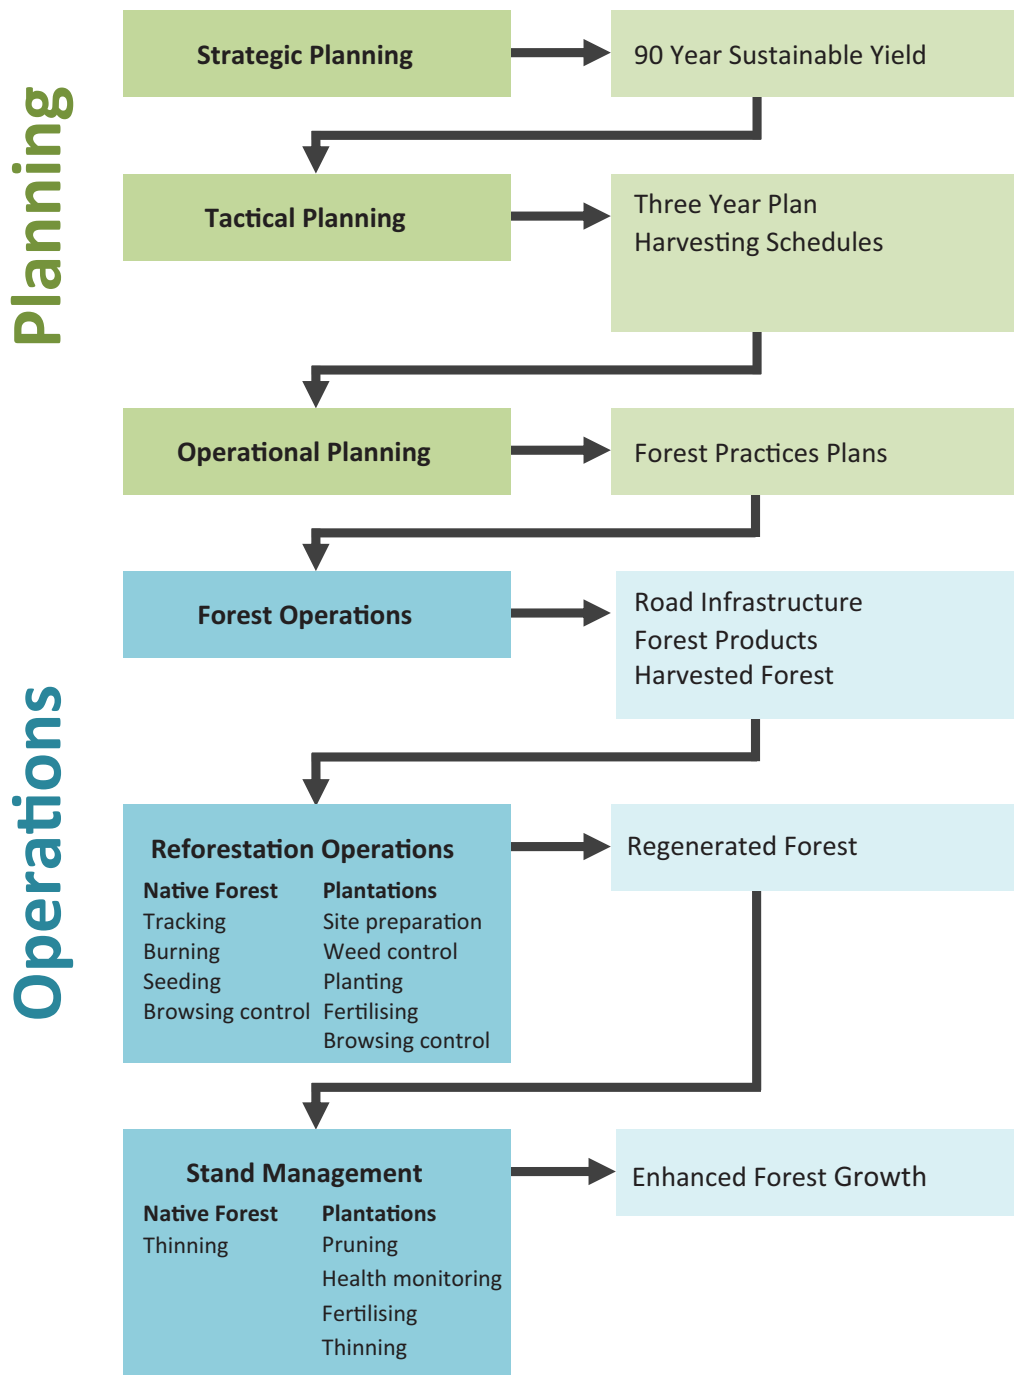 Planning
Strategic Planning
90 Year Sustainable Yield
Tactical Planning
Three Year Plan
Harvesting Schedules
Operational Planning
Forest Practices Plans
Operations
Forest Operations
Road Infrastructure
Forest Products
Harvested Forest
Reforestation Operations
Native Forest
Tracking
Burning
Seeding
Browsing control
Plantations
Site preparation
Weed control
Planting
Fertilising
Browsing control
Regenerated Forest
Stand Management
Native Forest
Thinning
Plantations
Pruning
Health monitoring
Fertilising
Thinning
Enhanced Forest Growth